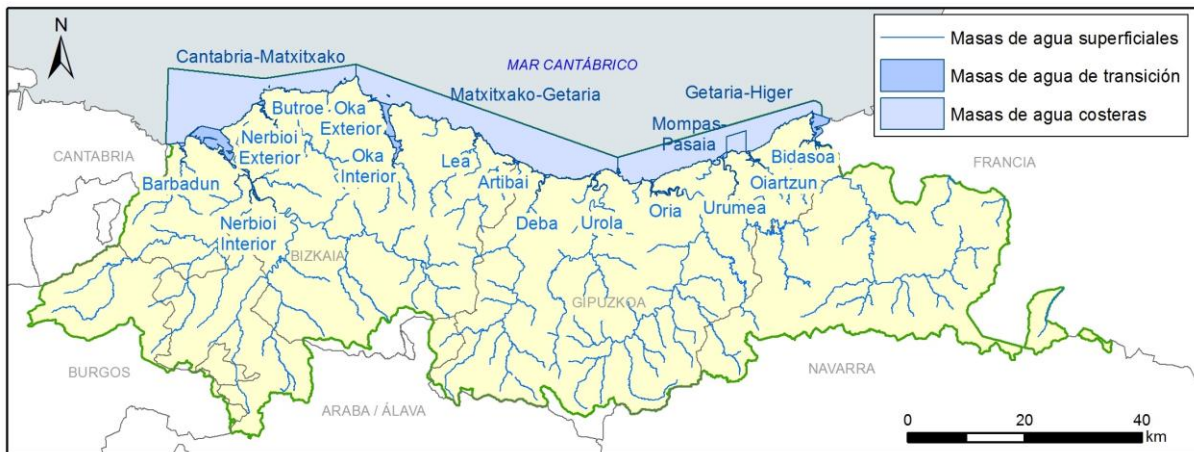 N
Cantabria-Matxitxako
MAR CANTÁBRICO
Matxitxako-Getaria
Getaria-Higer
Mompas-
Pasaia
Masas de agua superficiales
Masas de agua de transición
Masas de agua costeras
CANTABRIA
FRANCIA
Butroe
Oka
Exterior
Nerbioi
Exterior
Oka
Interior
Lea
Barbadun
Artibai
Bidasoa
Oiartzun
Nerbioi
Interior
Deba
Urola
Oria
Urumea
BIZKAIA
GIPUZKOA
BURGOS
ARABA / ÁLAVA
NAVARRA
0 20 40
km